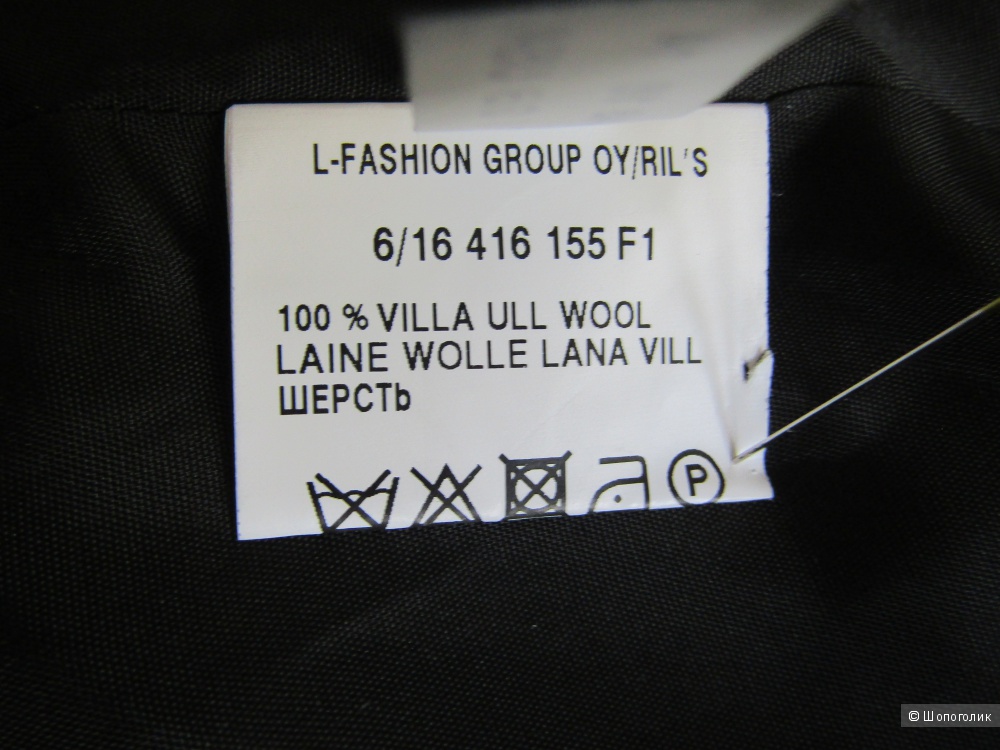 L-FASHION GROUP OY/RIL'S
6/16 416 155 F1
100 % VILLA ULL WOOL
LAINE WOLLE LANA VILL
ШЕРСТЬ
P
© Шопоголик